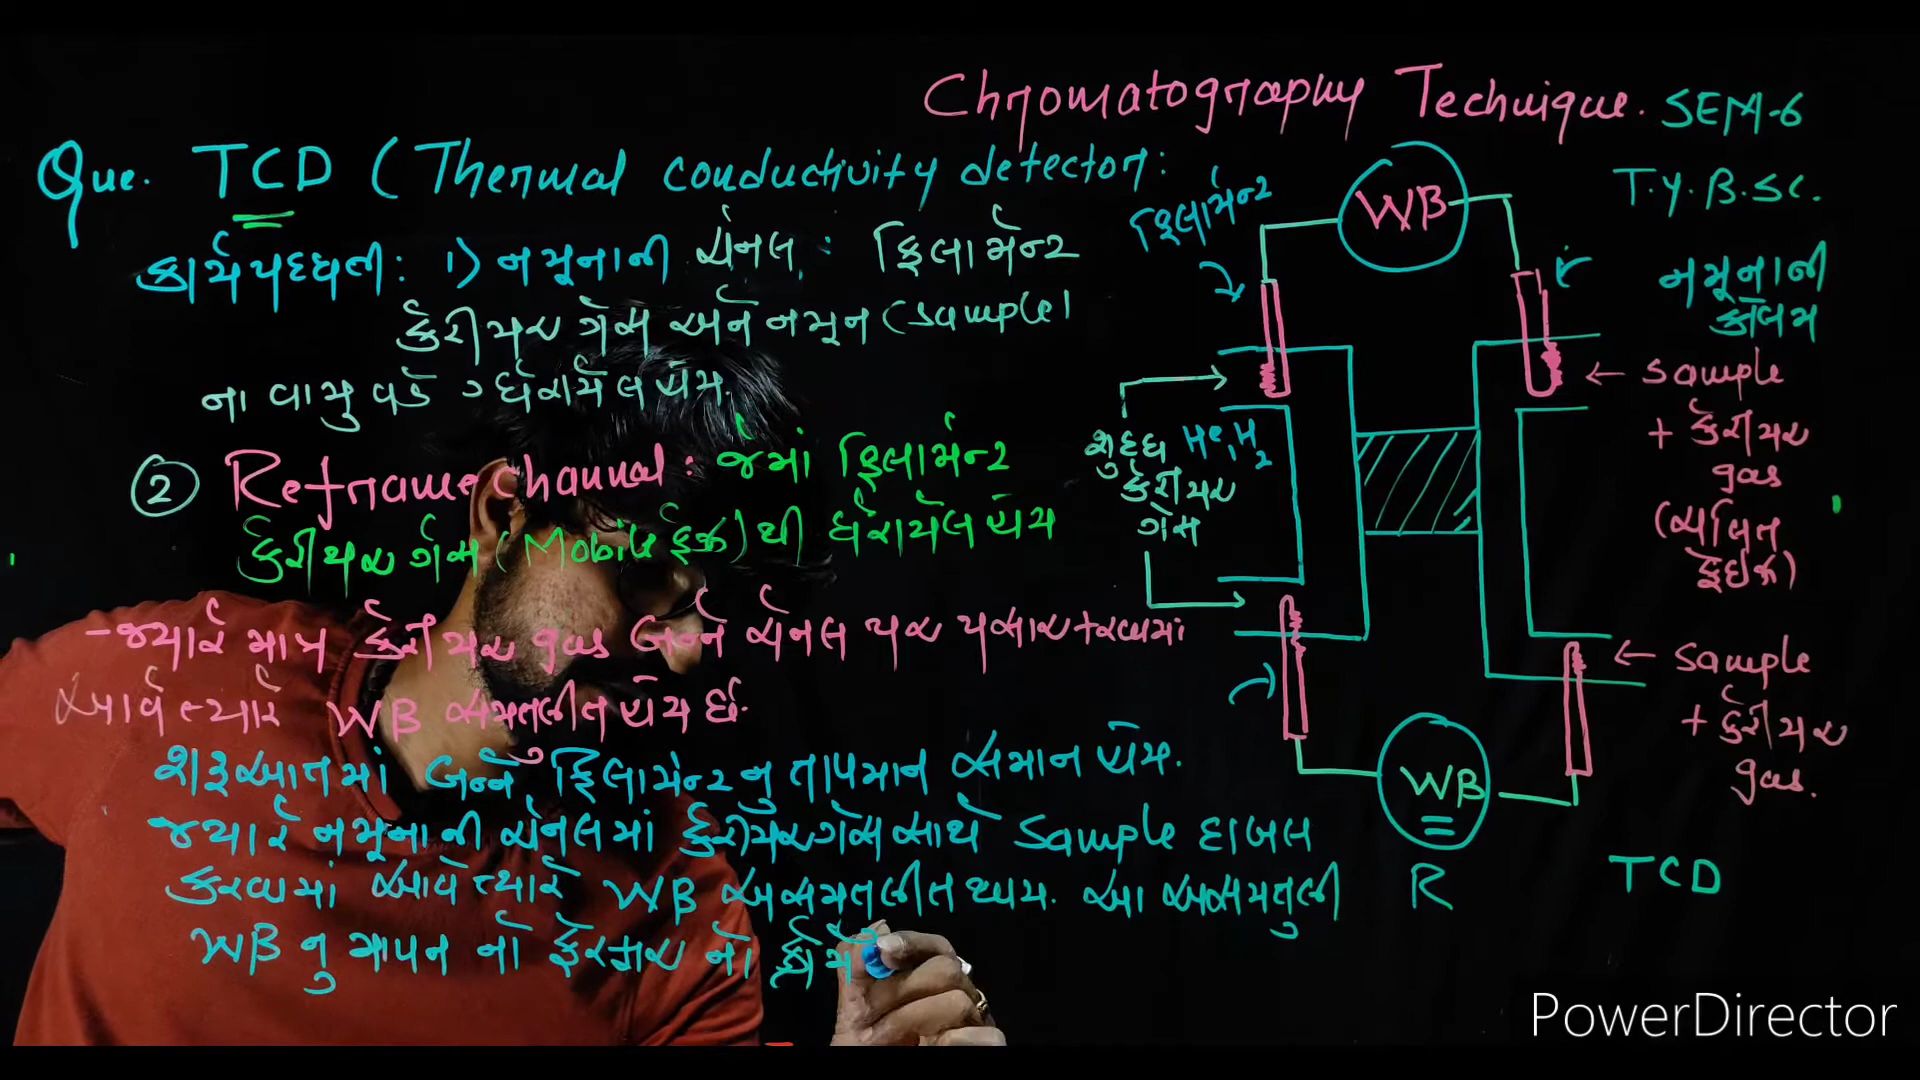 Chromatography Technique. SEM-6
T.Y.B.Sc.
Que. TCD (Thermal conductivity detector:
કાર્યપધ્ધતી: 1) નમૂનાની ચેનલ: ફિલામેન્ટ
કેરીયર ગેસ અને નમૂન (sample)
ના વાયુ વડે ઘેરાયેલ હોય.
② Refrance channal: જેમાં ફિલામેન્ટ
કેરીયર ગેસ (Mobile ફેઝ) થી ઘેરાયેલ હોય
- જ્યારે માત્ર કેરીયર gas બન્ને ચેનલ પર પસાર કરવામાં
આવે ત્યારે WB સમતુલીત હોય છે.
શરૂઆતમાં બન્ને ફિલામેન્ટનુ તાપમાન સમાન હોય.
જ્યારે નમૂનાની ચેનલમાં કેરીયરગેસ સાથે Sample દાખલ
કરવામાં આવે ત્યારે WB અસમતુલીત થાય. આ અસમતુલી
WB નુ માપન નો ફેરફાર નો
ફિલામેન્ટ
WB
નમૂનાની
કોલમ
← sample
+ કેરીયર
gas
શુદ્ધ He, H2
કેરીયર
ગેસ
← sample
+ કેરીયર
gas.
WB
R
TCD
PowerDirector